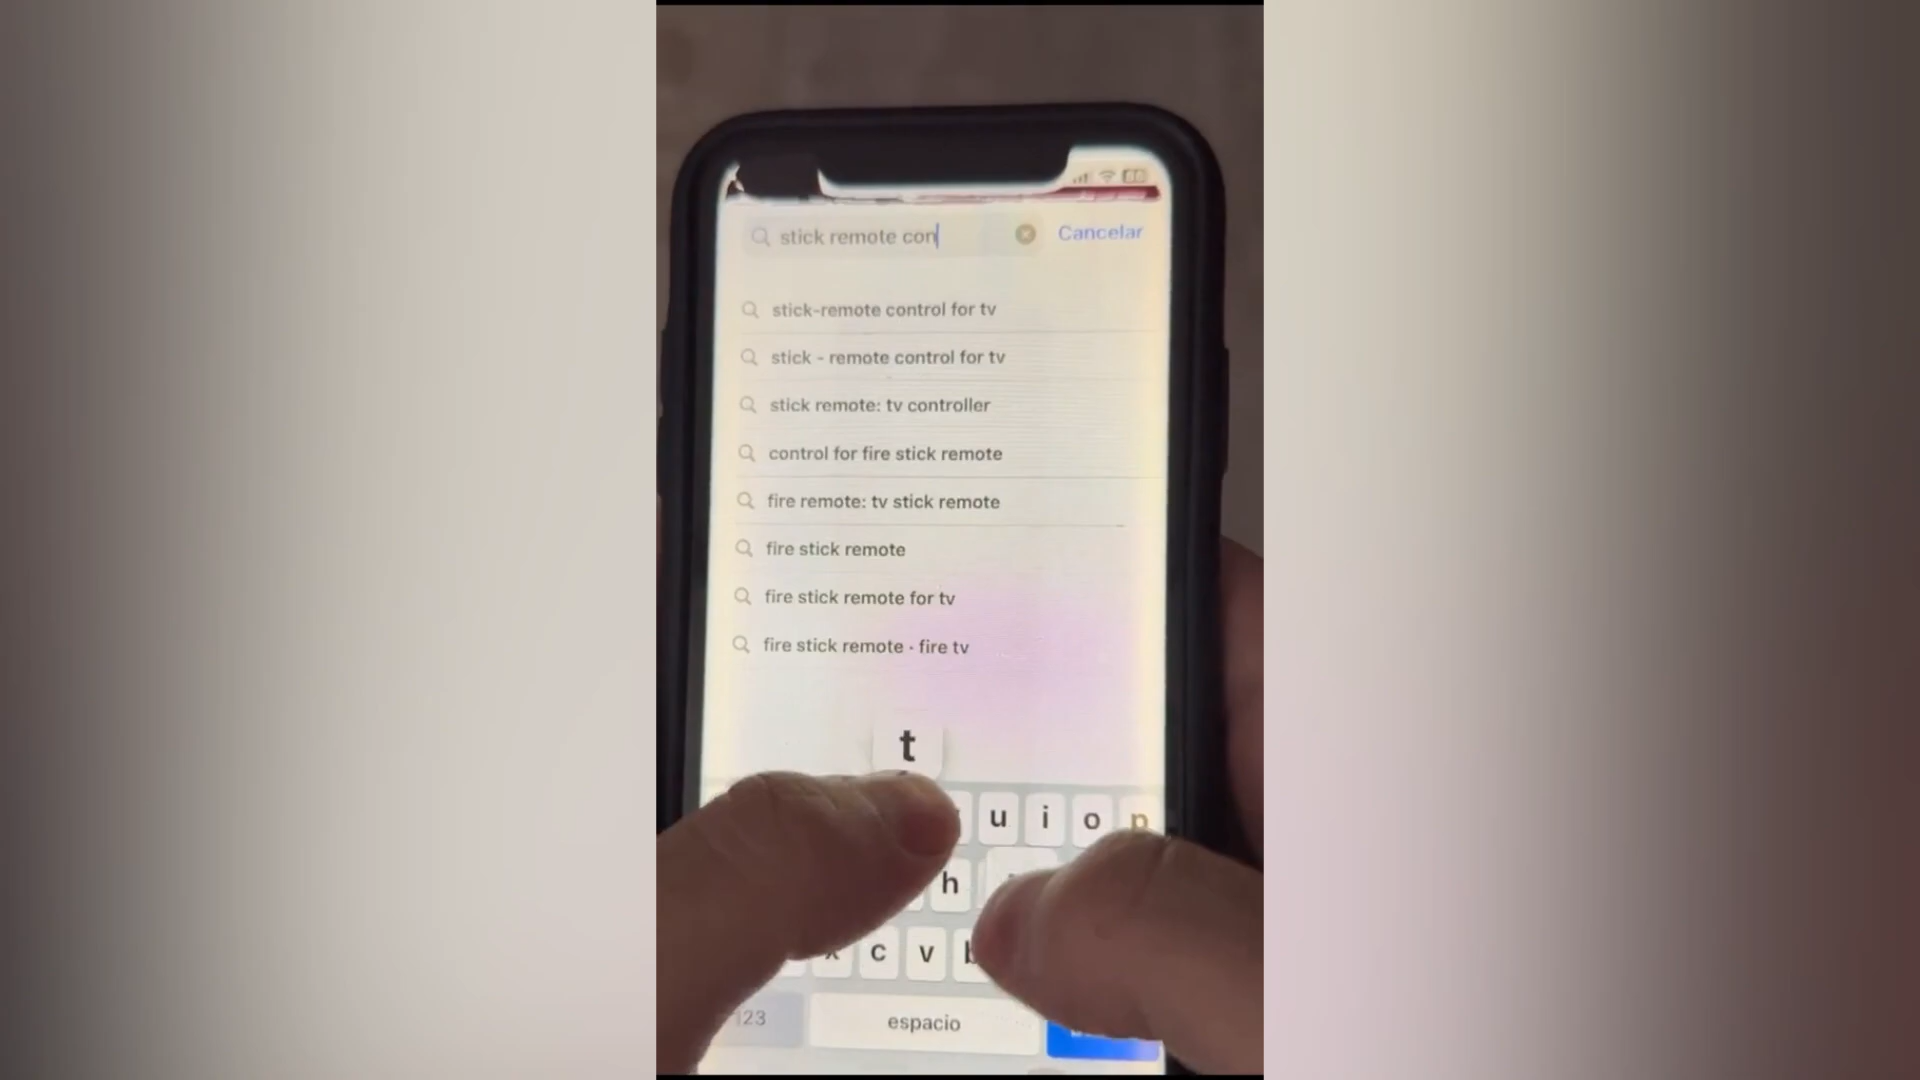 stick remote con
Cancelar
stick-remote control for tv
stick - remote control for tv
stick remote: tv controller
control for fire stick remote
fire remote: tv stick remote
fire stick remote
fire stick remote for tv
fire stick remote · fire tv
t
u i o p
h
c v b
123 espacio